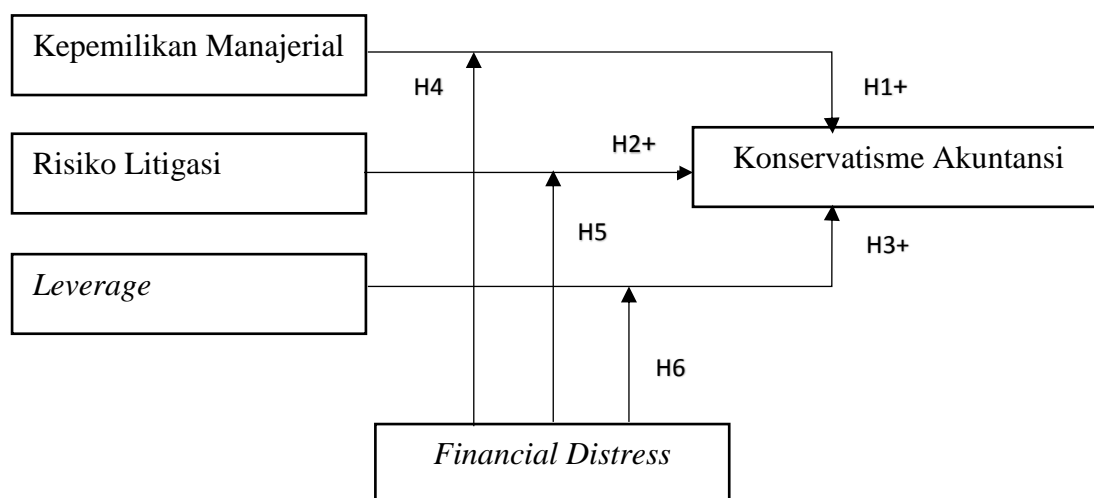 Kepemilikan Manajerial
H4
H1+
Risiko Litigasi
H2+
Konservatisme Akuntansi
H5
H3+
Leverage
H6
Financial Distress